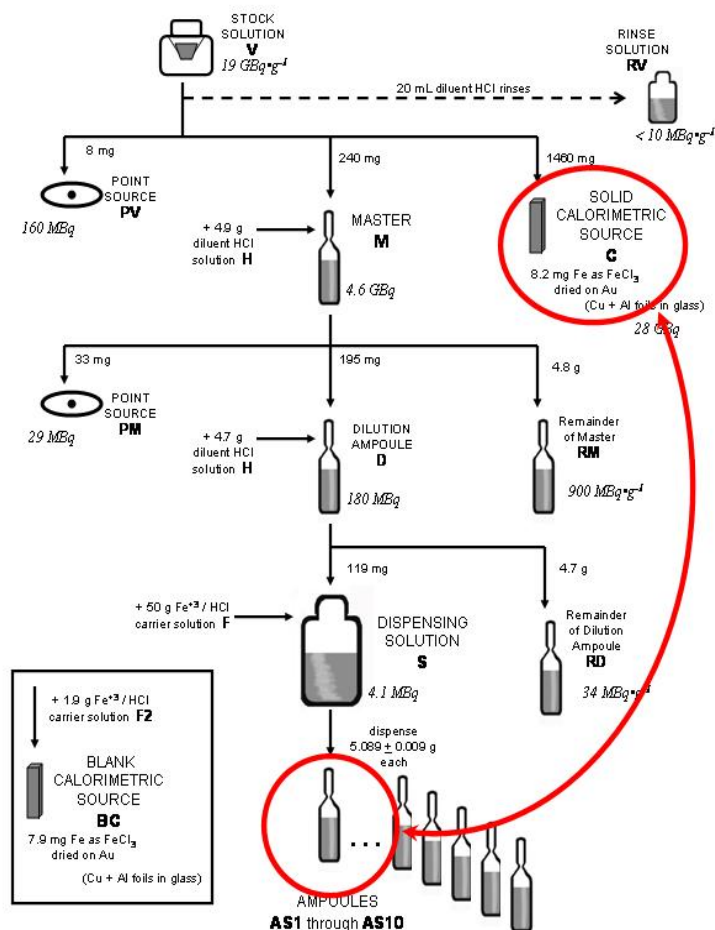 STOCK
SOLUTION
V
19 GBq•g⁻¹
RINSE
SOLUTION
RV
20 mL diluent HCl rinses
< 10 MBq•g⁻¹
8 mg
240 mg
1460 mg
POINT
SOURCE
PV
160 MBq
+ 4.9 g
diluent HCl
solution H
MASTER
M
4.6 GBq
SOLID
CALORIMETRIC
SOURCE
C
8.2 mg Fe as FeCl₃
dried on Au
(Cu + Al foils in glass)
28 GBq
33 mg
195 mg
4.8 g
POINT
SOURCE
PM
29 MBq
+ 4.7 g
diluent HCl
solution H
DILUTION
AMPOULE
D
180 MBq
Remainder
of Master
RM
900 MBq•g⁻¹
119 mg
4.7 g
+ 50 g Fe⁺³ / HCl
carrier solution F
DISPENSING
SOLUTION
S
4.1 MBq
Remainder
of Dilution
Ampoule
RD
34 MBq•g⁻¹
+ 1.9 g Fe⁺³ / HCl
carrier solution F2
BLANK
CALORIMETRIC
SOURCE
BC
7.9 mg Fe as FeCl₃
dried on Au
(Cu + Al foils in glass)
dispense
5.089 ± 0.009 g
each
...
AMPOULES
AS1 through AS10